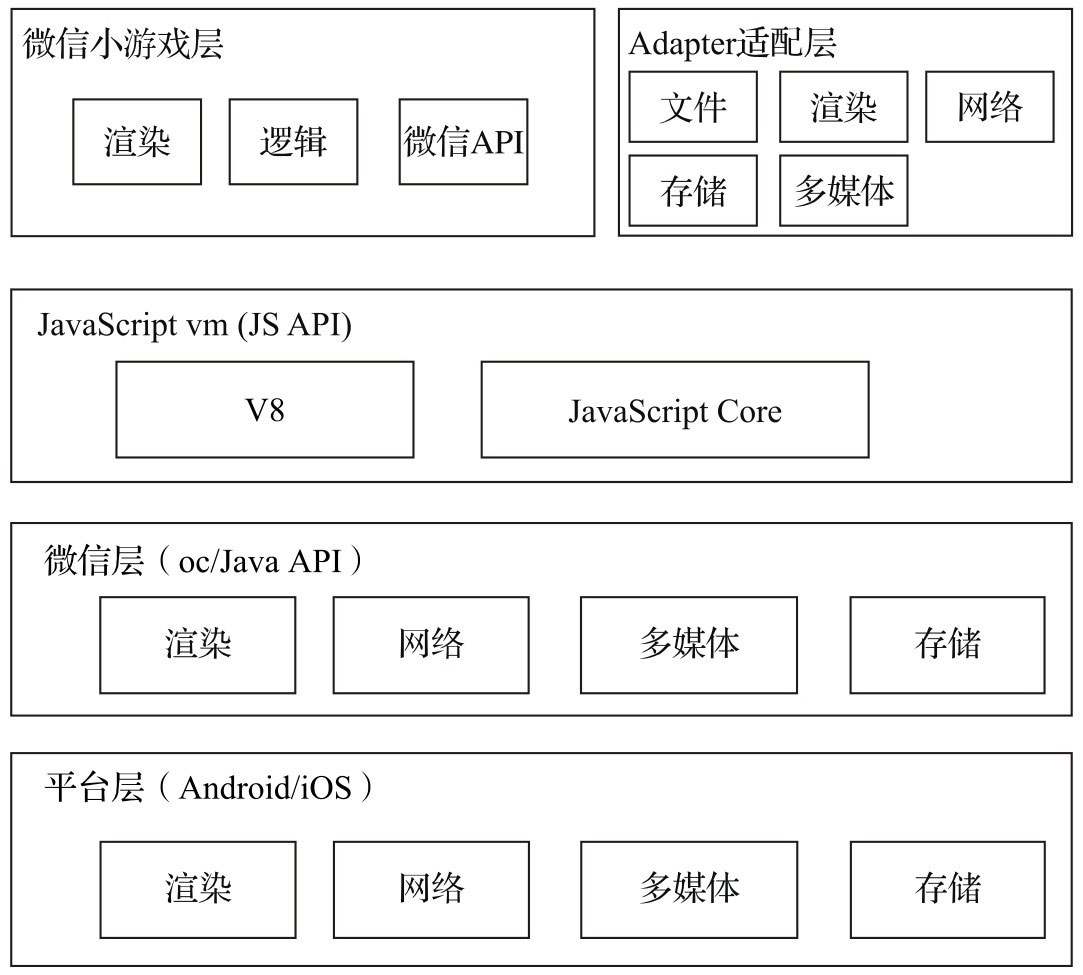 微信小游戏层
渲染 逻辑 微信API
Adapter适配层
文件 渲染 网络
存储 多媒体
JavaScript vm (JS API)
V8 JavaScript Core
微信层（oc/Java API）
渲染 网络 多媒体 存储
平台层（Android/iOS）
渲染 网络 多媒体 存储